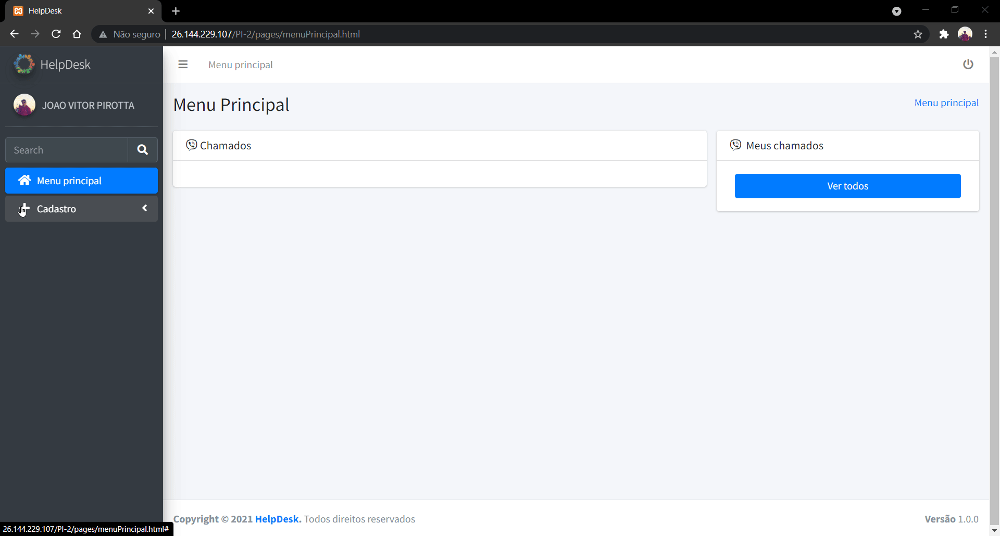 HelpDesk
Não seguro | 26.144.229.107/PI-2/pages/menuPrincipal.html
HelpDesk
Menu principal
JOAO VITOR PIROTTA
Menu Principal
Menu principal
Search
Chamados
Meus chamados
Menu principal
Ver todos
Cadastro
Copyright © 2021 HelpDesk. Todos direitos reservados
Versão 1.0.0
26.144.229.107/PI-2/pages/menuPrincipal.html#